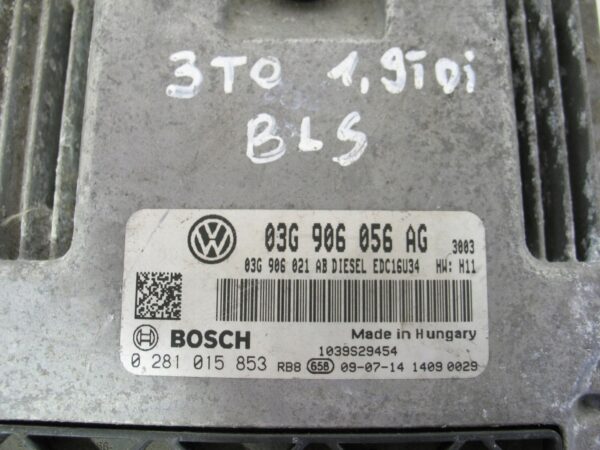 3TO 1,9TDi
BLS
03G 906 056 AG 3003
03G 906 021 AB DIESEL EDC16U34 HW: H11
BOSCH Made in Hungary
1039S29454
0 281 015 853 RB8 658 09-07-14 1409 0029